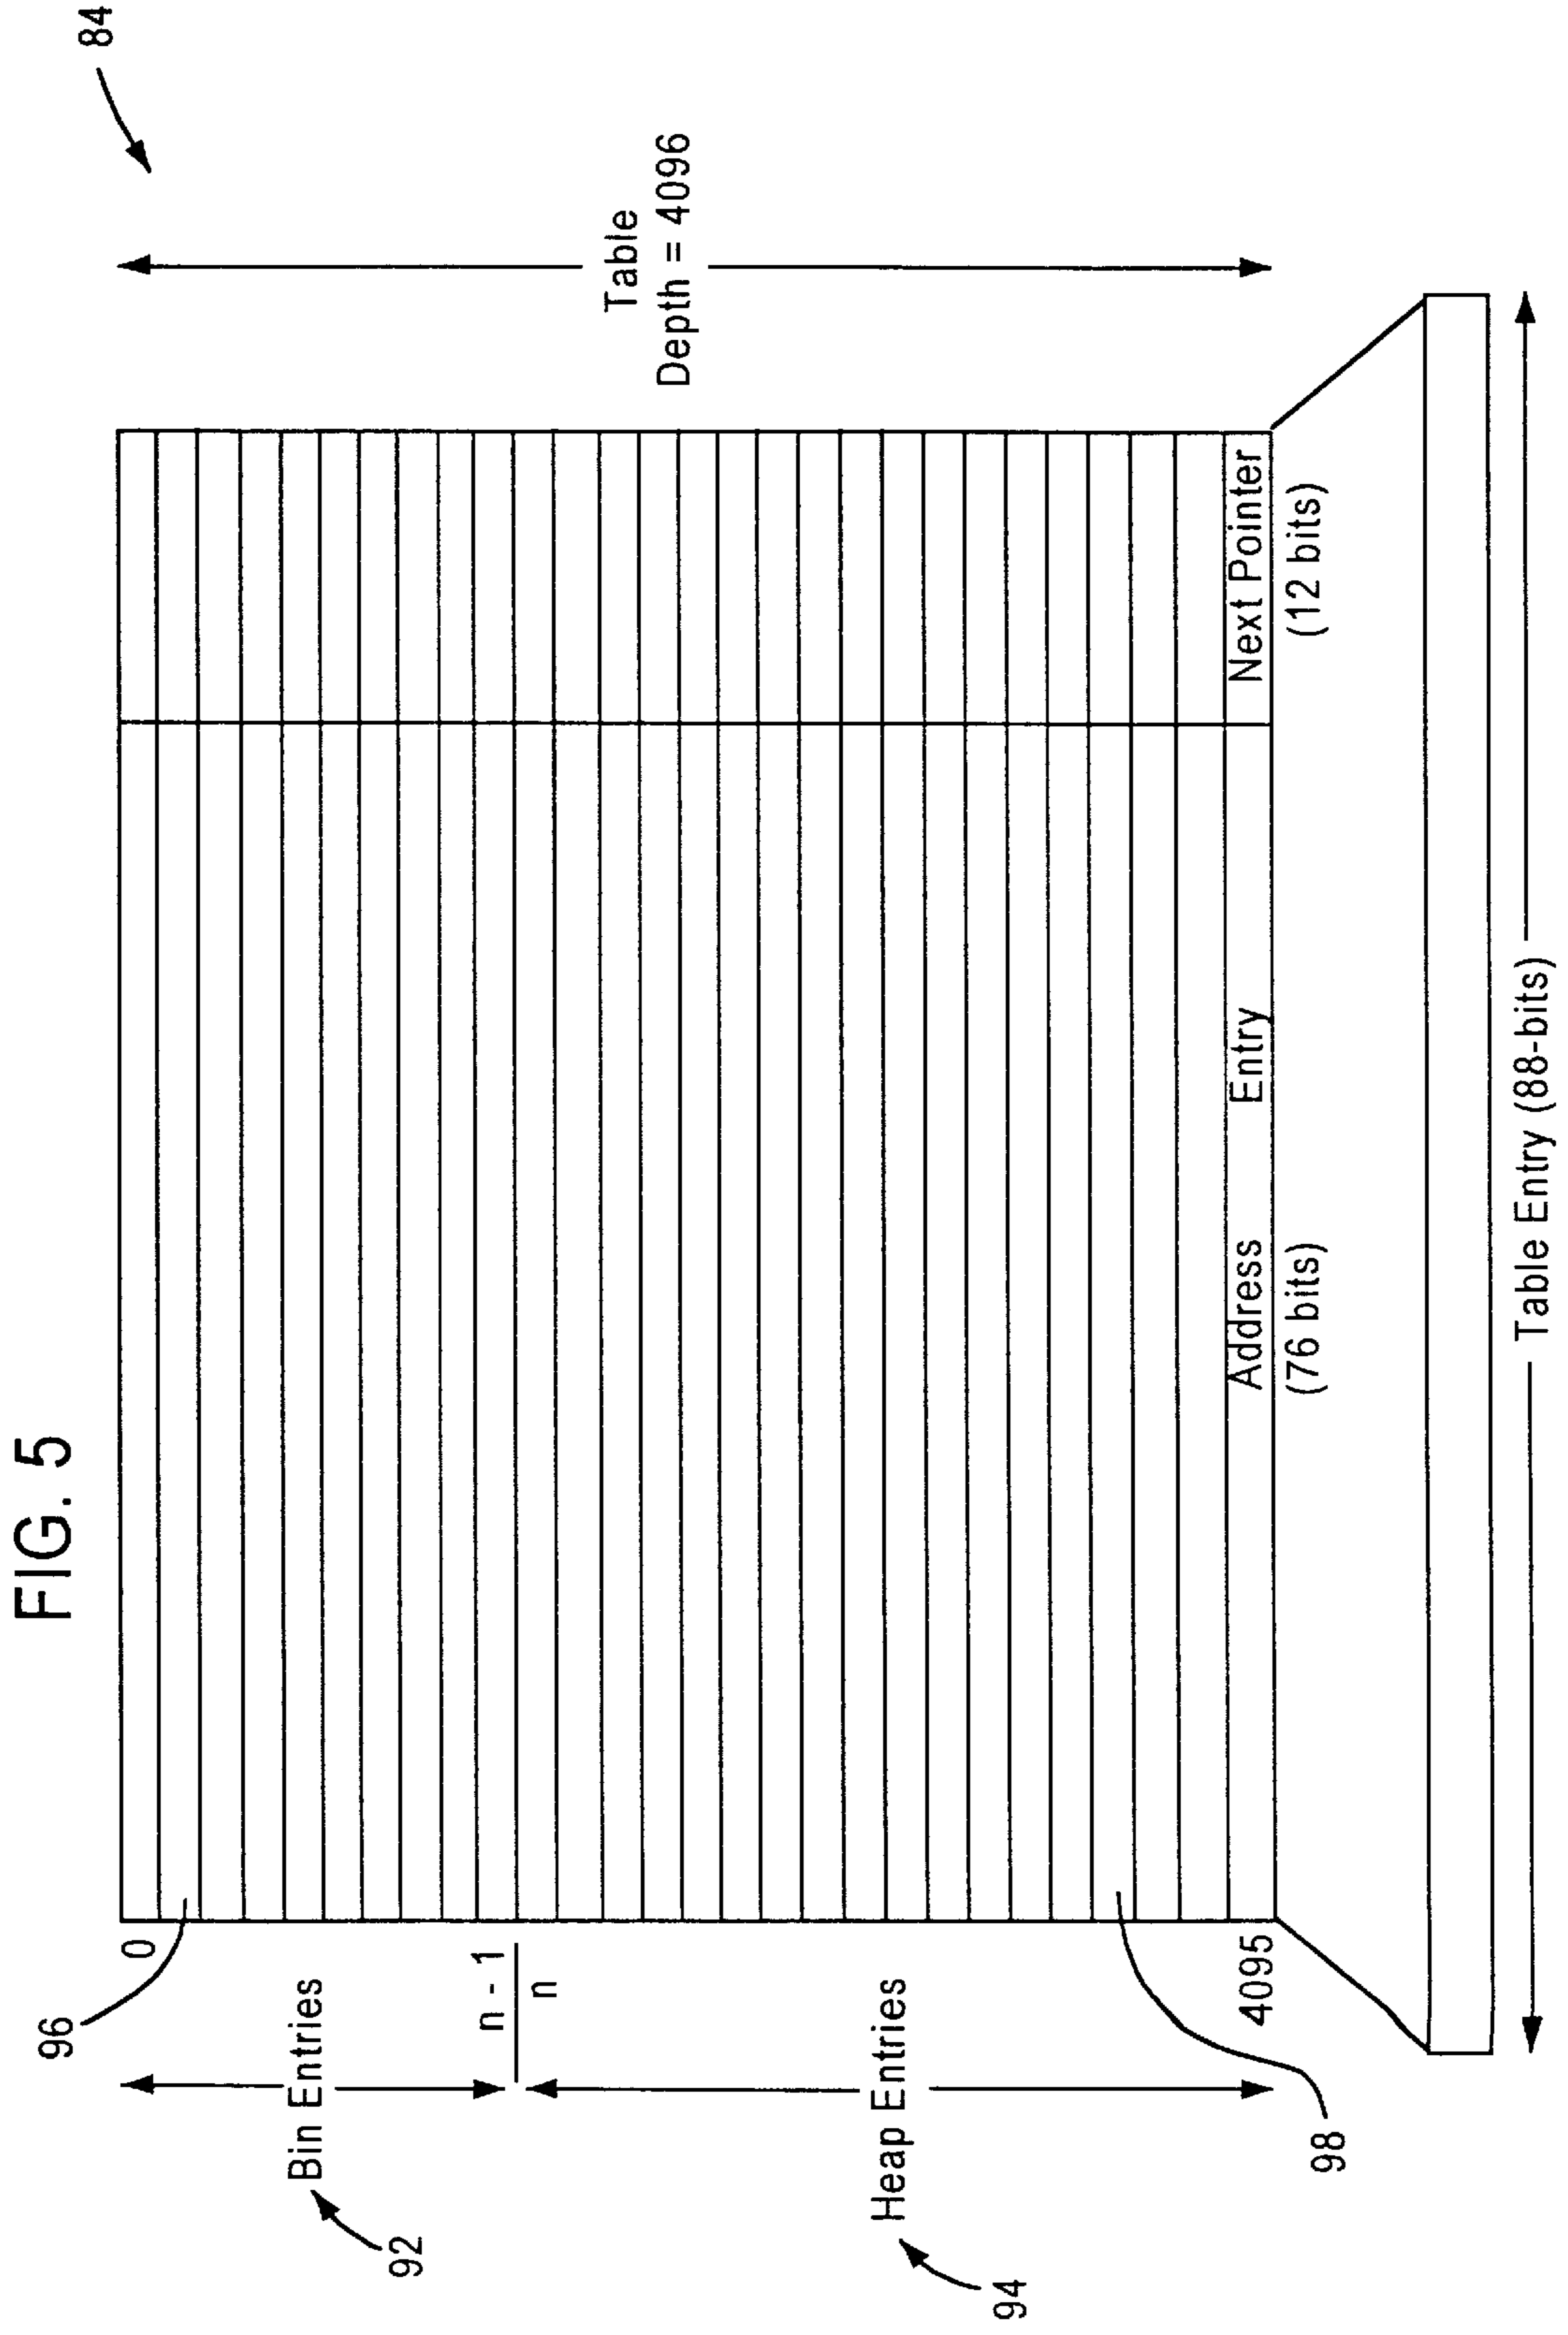 FIG. 5
84
96
0
92
Bin Entries
n - 1
n
Table
Depth = 4096
94
Heap Entries
98
4095
Address Entry
Next Pointer
(76 bits)
(12 bits)
Table Entry (88-bits)